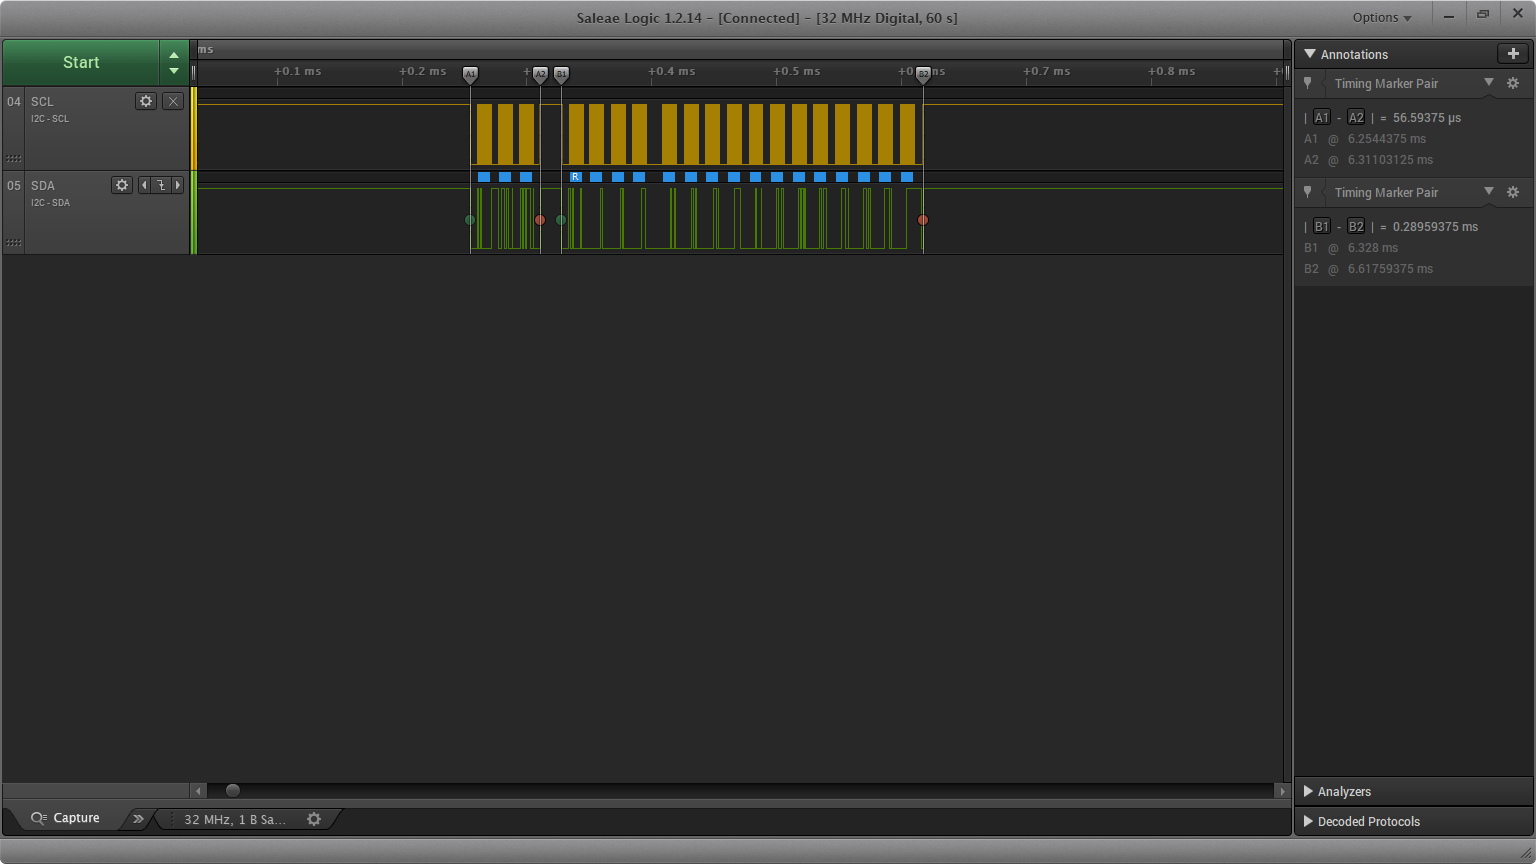 Saleae Logic 1.2.14 - [Connected] - [32 MHz Digital, 60 s]
Options
Start
ms
+0.1 ms
+0.2 ms
A1
A2
B1
+0.4 ms
+0.5 ms
B2
ms
+0.7 ms
+0.8 ms
04 SCL
I2C - SCL
05 SDA
I2C - SDA
R
Annotations
Timing Marker Pair
| A1 - A2 | = 56.59375 µs
A1 @ 6.2544375 ms
A2 @ 6.31103125 ms
Timing Marker Pair
| B1 - B2 | = 0.28959375 ms
B1 @ 6.328 ms
B2 @ 6.61759375 ms
Analyzers
Decoded Protocols
Capture
32 MHz, 1 B Sa...